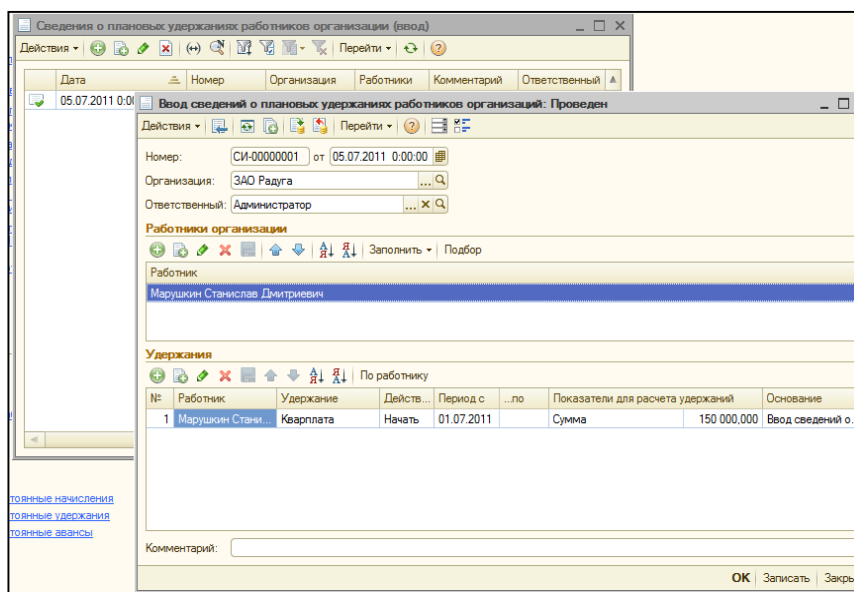 Сведения о плановых удержаниях работников организации (ввод)
Действия Перейти
Дата Номер Организация Работники Комментарий Ответственный
05.07.2011 0:00
Ввод сведений о плановых удержаниях работников организаций: Проведен
Действия Перейти
Номер: СИ-00000001 от 05.07.2011 0:00:00
Организация: ЗАО Радуга
Ответственный: Администратор
Работники организации
Заполнить Подбор
Работник
Марушкин Станислав Дмитриевич
Удержания
По работнику
№ Работник Удержание Действ... Период с ...по Показатели для расчета удержаний Основание
1 Марушкин Стани... Кварплата Начать 01.07.2011 Сумма 150 000,000 Ввод сведений о.
тоянные начисления
тоянные удержания
тоянные авансы
Комментарий:
OK Записать Закры